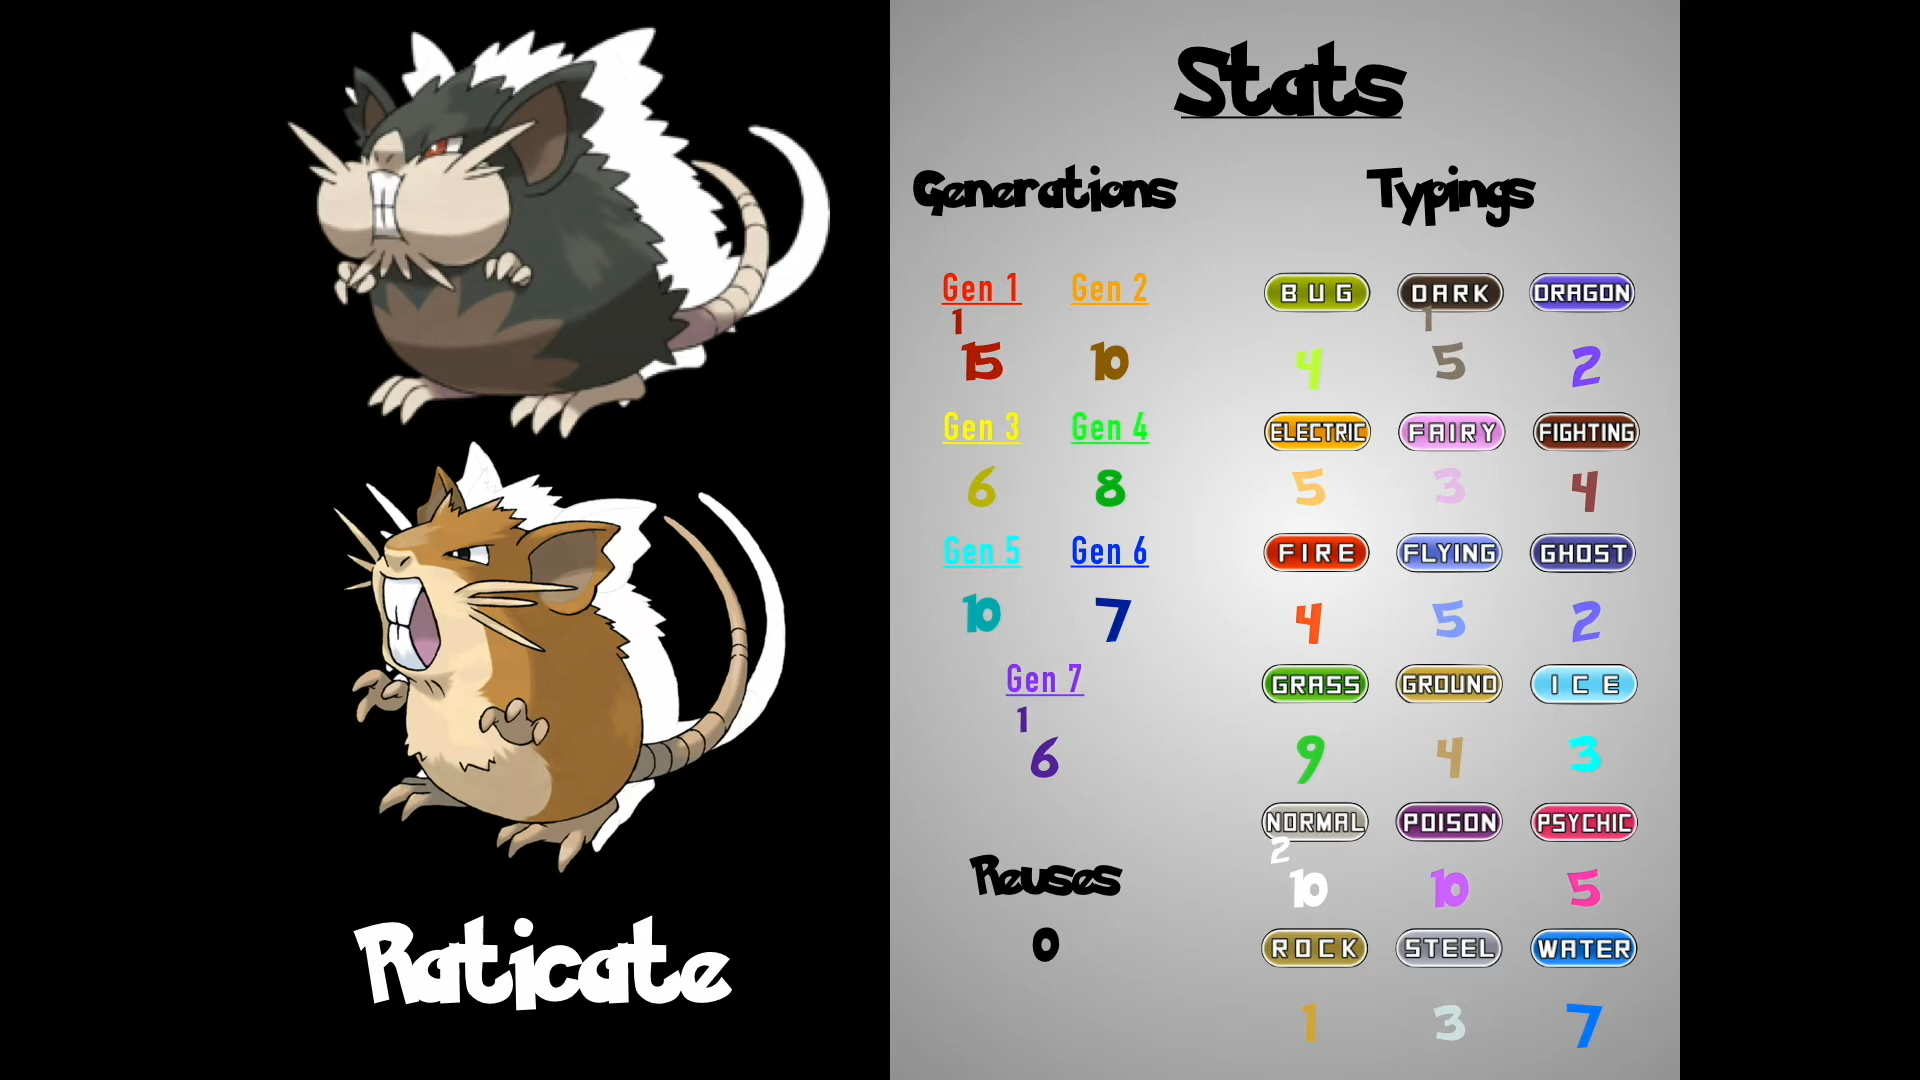 Stats
Generations Typings
Gen 1 Gen 2
1
15 10
Gen 3 Gen 4
6 8
Gen 5 Gen 6
10 7
Gen 7
1
6
Reuses
0
BUG DARK DRAGON
1
4 5 2
ELECTRIC FAIRY FIGHTING
5 3 4
FIRE FLYING GHOST
4 5 2
GRASS GROUND ICE
9 4 3
NORMAL POISON PSYCHIC
2
10 10 5
ROCK STEEL WATER
1 3 7
Raticate